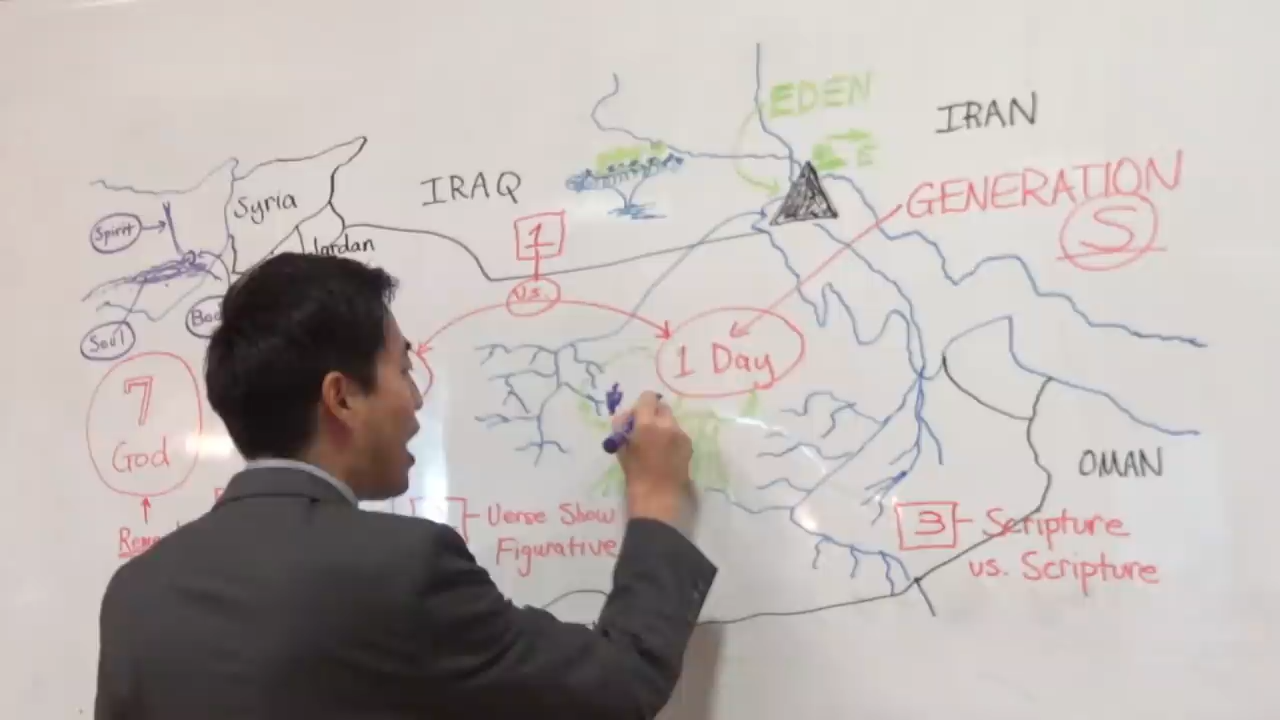 EDEN
IRAN
IRAQ
Syria
Jordan
GENERATION
S
Spirit
1
vs.
Soul
1 Day
7
God
OMAN
Verse Show
Figurative
3
Scripture
vs. Scripture